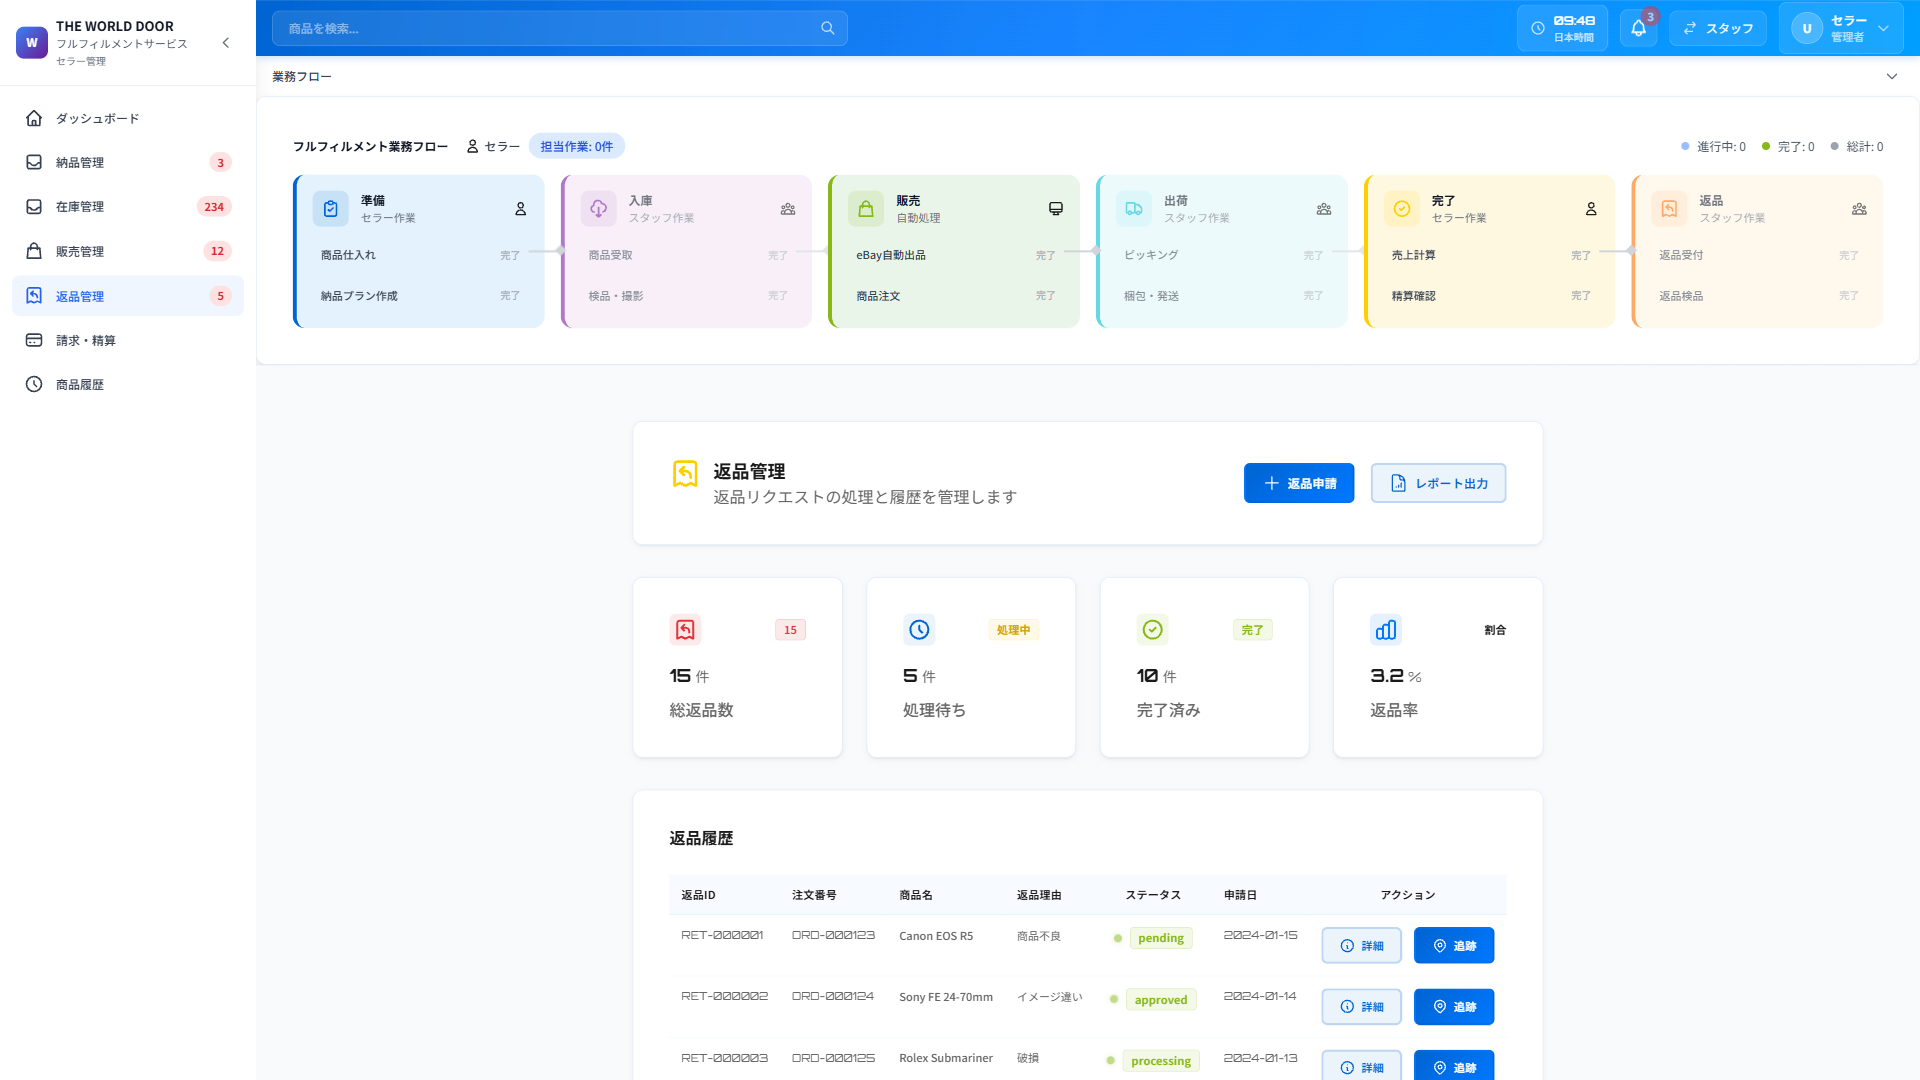 THE WORLD DOOR
フルフィルメントサービス
セラー管理
W
ダッシュボード
納品管理 3
在庫管理 234
販売管理 12
返品管理 5
請求・精算
商品履歴
商品を検索...
09:48
日本時間
3
スタッフ
U
セラー
管理者
業務フロー
フルフィルメント業務フロー セラー 担当作業: 0件
進行中: 0 完了: 0 総計: 0
準備
セラー作業
商品仕入れ 完了
納品プラン作成 完了
入庫
スタッフ作業
商品受取 完了
検品・撮影 完了
販売
自動処理
eBay自動出品 完了
商品注文 完了
出荷
スタッフ作業
ピッキング 完了
梱包・発送 完了
完了
セラー作業
売上計算 完了
精算確認 完了
返品
スタッフ作業
返品受付 完了
返品検品 完了
返品管理
返品リクエストの処理と履歴を管理します
返品申請
レポート出力
15
15 件
総返品数
処理中
5 件
処理待ち
完了
10 件
完了済み
割合
3.2 %
返品率
返品履歴
返品ID 注文番号 商品名 返品理由 ステータス 申請日 アクション
RET-000001 ORD-000123 Canon EOS R5 商品不良 pending 2024-01-15 詳細 追跡
RET-000002 ORD-000124 Sony FE 24-70mm イメージ違い approved 2024-01-14 詳細 追跡
RET-000003 ORD-000125 Rolex Submariner 破損 processing 2024-01-13 詳細 追跡